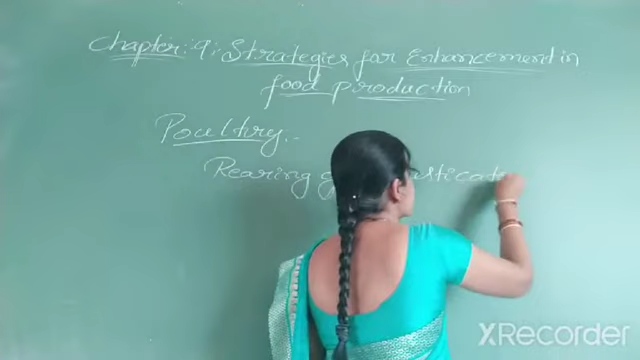 Chapter: 9: Strategies for Enhancement in
food production
Poultry:-
Rearing
XRecorder